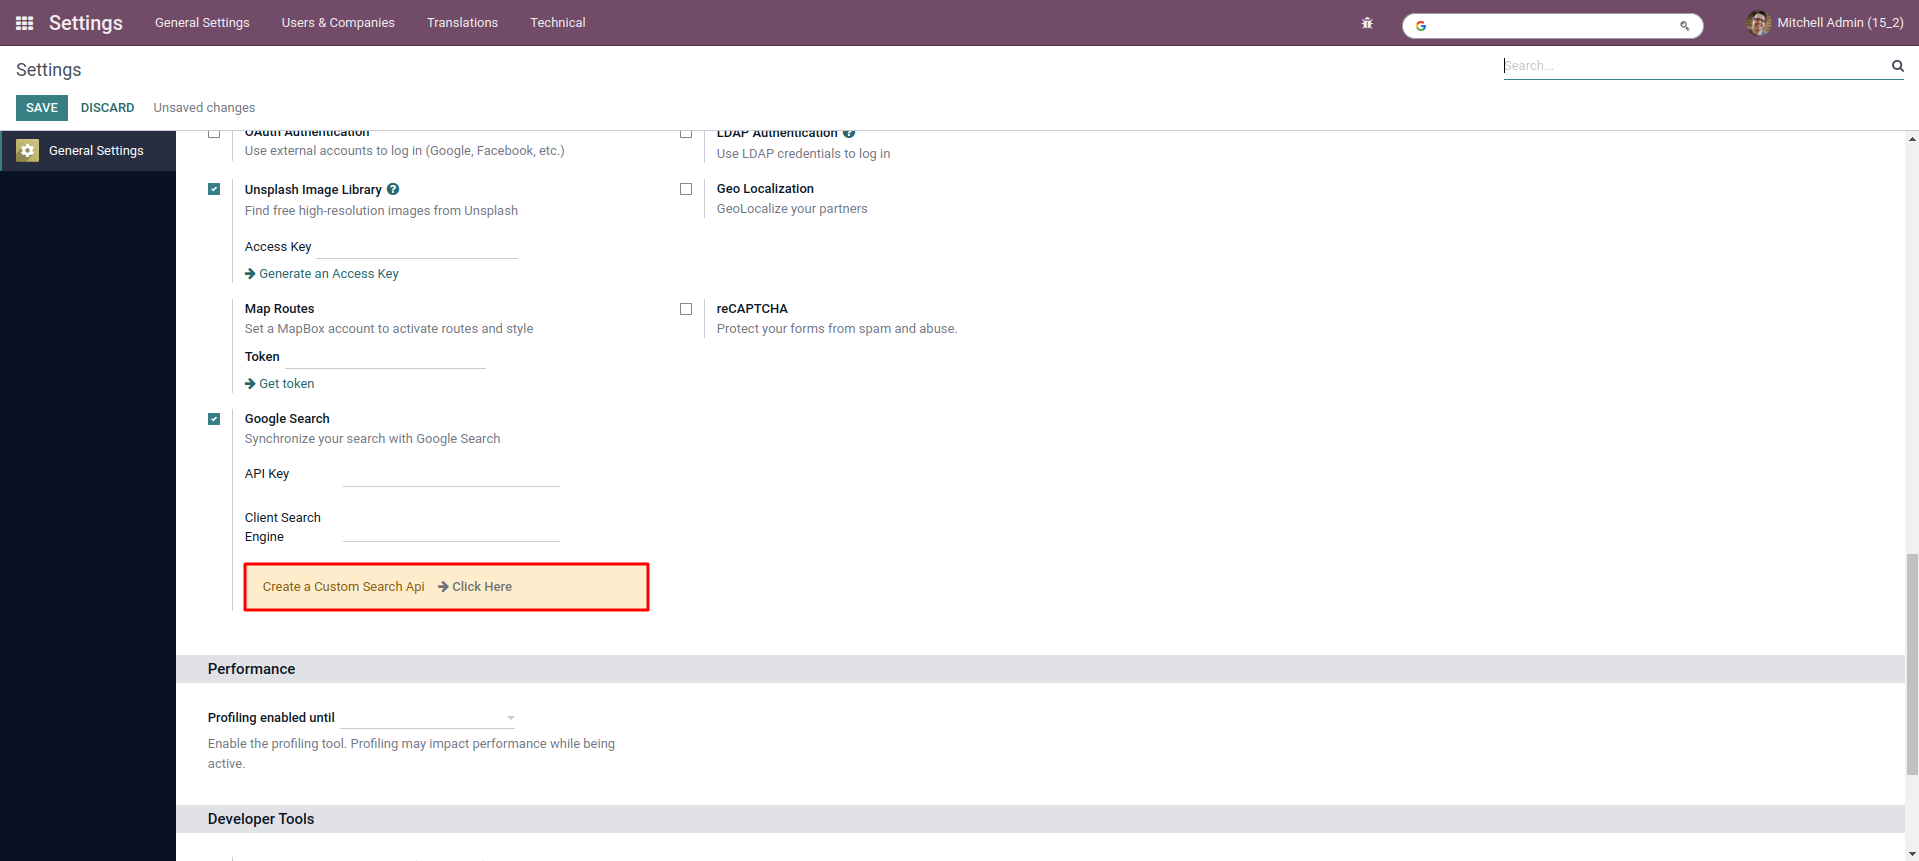 Settings
General Settings
Users & Companies
Translations
Technical
Mitchell Admin (15_2)
Settings
Search...
SAVE
DISCARD
Unsaved changes
General Settings
OAuth Authentication
Use external accounts to log in (Google, Facebook, etc.)
LDAP Authentication
Use LDAP credentials to log in
Unsplash Image Library
Find free high-resolution images from Unsplash
Access Key
Generate an Access Key
Geo Localization
GeoLocalize your partners
Map Routes
Set a MapBox account to activate routes and style
Token
Get token
reCAPTCHA
Protect your forms from spam and abuse.
Google Search
Synchronize your search with Google Search
API Key
Client Search
Engine
Create a Custom Search Api
Click Here
Performance
Profiling enabled until
Enable the profiling tool. Profiling may impact performance while being
active.
Developer Tools